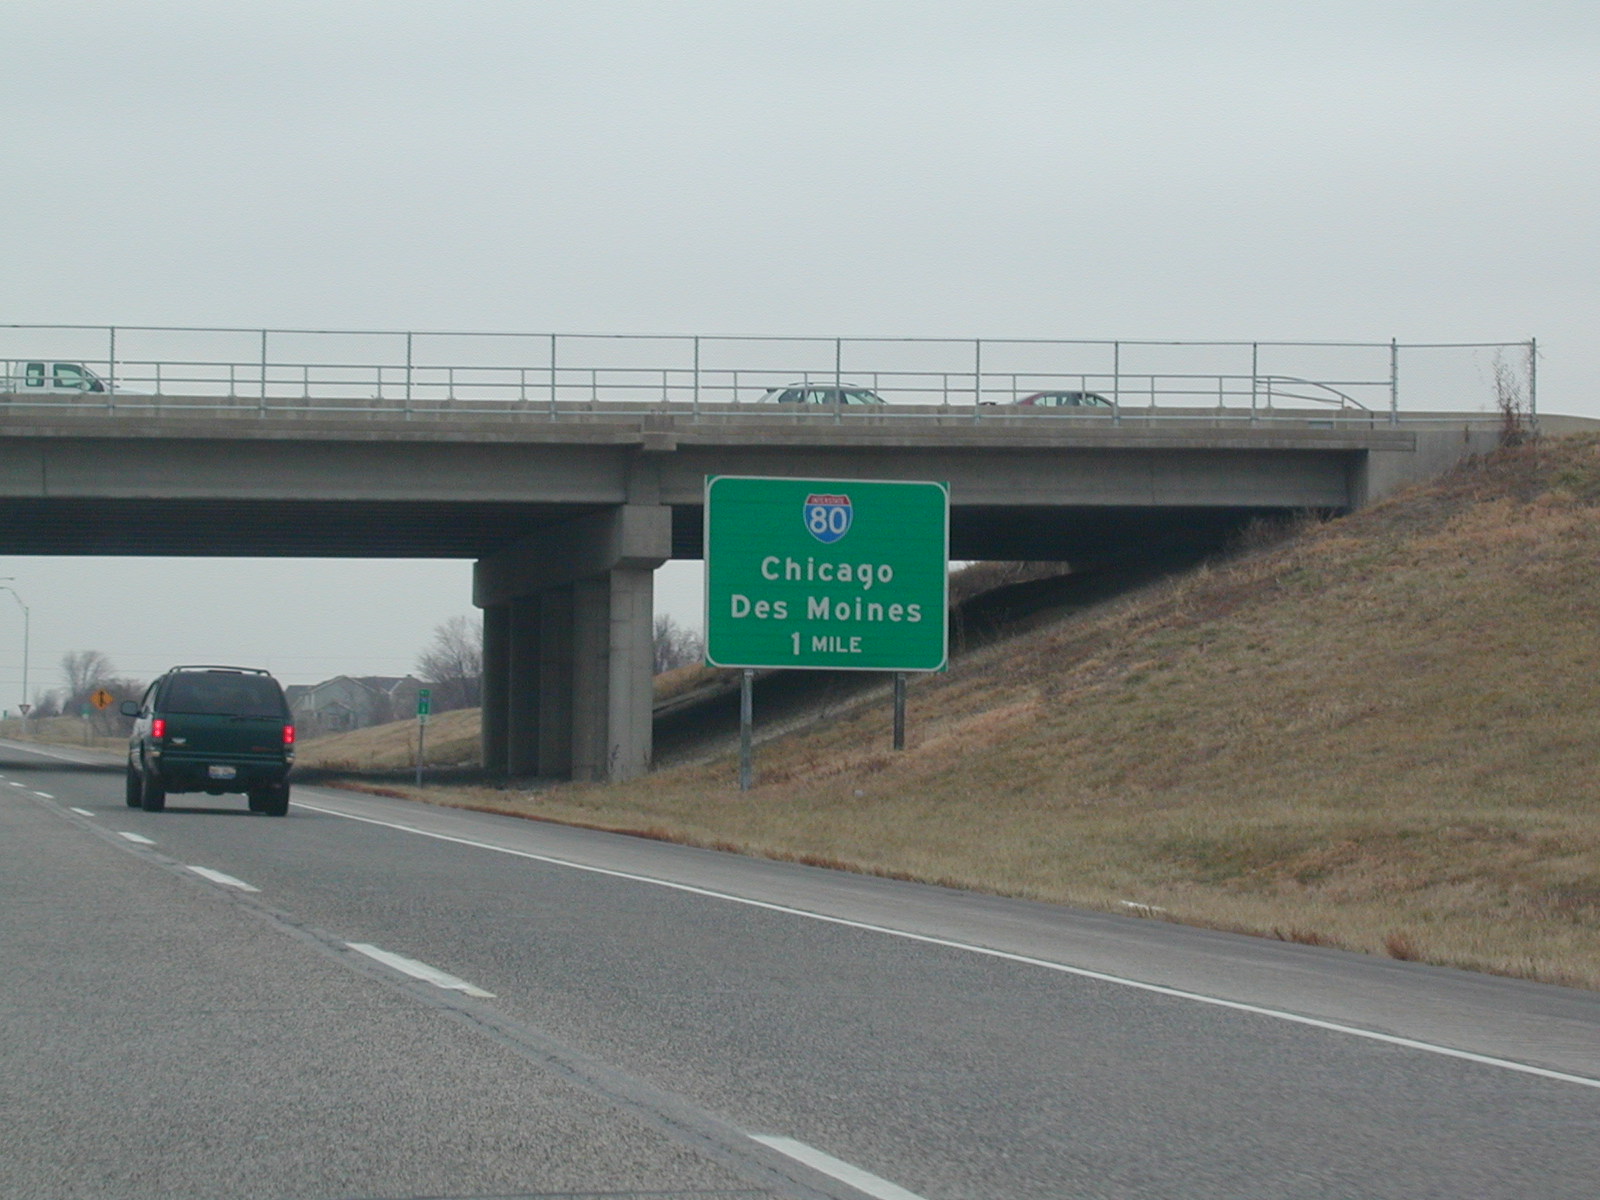 INTERSTATE
80
Chicago
Des Moines
1 MILE